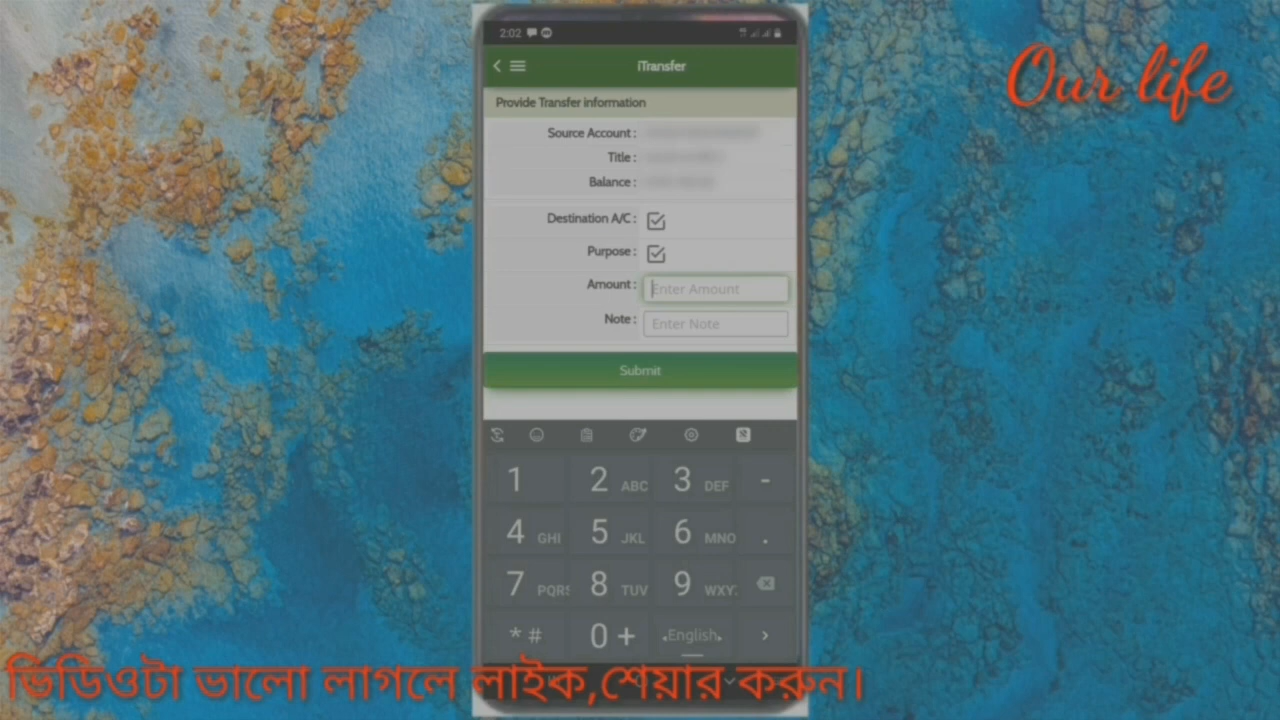 Our life
2:02
iTransfer
Provide Transfer information
Source Account :
Title :
Balance :
Destination A/C :
Purpose :
Amount : Enter Amount
Note : Enter Note
Submit
1 2 ABC 3 DEF -
4 GHI 5 JKL 6 MNO .
7 PQRS 8 TUV 9 WXY
* # 0 + English
ভিডিওটা ভালো লাগলে লাইক,শেয়ার করুন।